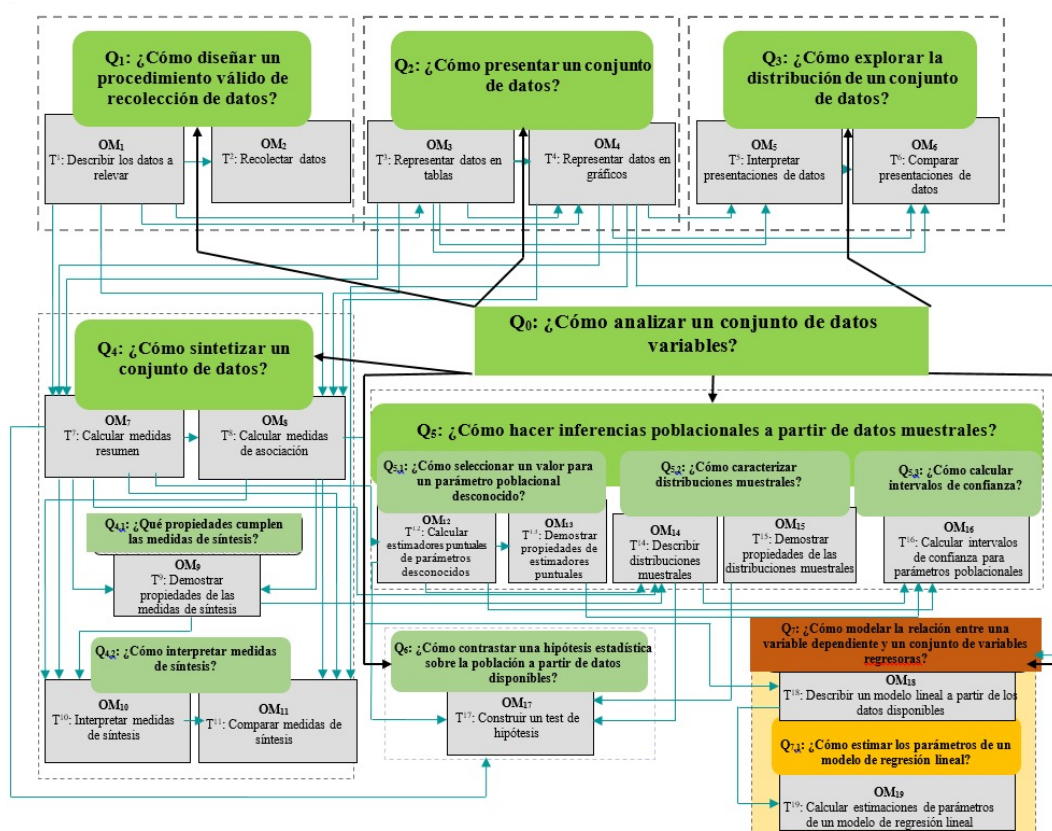 Q1: ¿Cómo diseñar un
procedimiento válido de
recolección de datos?
OM1
T1: Describir los datos a
relevar
OM2
T2: Recolectar datos
Q2: ¿Cómo presentar un conjunto
de datos?
OM3
T3: Representar datos en
tablas
OM4
T4: Representar datos en
gráficos
Q3: ¿Cómo explorar la
distribución de un conjunto
de datos?
OM5
T5: Interpretar
presentaciones de datos
OM6
T6: Comparar
presentaciones de
datos
Q0: ¿Cómo analizar un conjunto de datos
variables?
Q4: ¿Cómo sintetizar un
conjunto de datos?
OM7
T7: Calcular medidas
resumen
OM8
T8: Calcular medidas
de asociación
Q4.1: ¿Qué propiedades cumplen
las medidas de síntesis?
OM9
T9: Demostrar
propiedades de las
medidas de síntesis
Q4.2: ¿Cómo interpretar medidas
de síntesis?
OM10
T10: Interpretar medidas
de síntesis
OM11
T11: Comparar medidas de
síntesis
Q5: ¿Cómo hacer inferencias poblacionales a partir de datos muestrales?
Q5.1: ¿Cómo seleccionar un valor para
un parámetro poblacional
desconocido?
OM12
T12: Calcular
estimadores puntuales
de parámetros
desconocidos
OM13
T13: Demostrar
propiedades de
estimadores
puntuales
Q5.2: ¿Cómo caracterizar
distribuciones muestrales?
OM14
T14: Describir
distribuciones
muestrales
OM15
T15: Demostrar
propiedades de las
distribuciones muestrales
Q5.3: ¿Cómo calcular
intervalos de confianza?
OM16
T16: Calcular intervalos
de confianza para
parámetros poblacionales
Q6: ¿Cómo contrastar una hipótesis estadística
sobre la población a partir de datos
disponibles?
OM17
T17: Construir un test de
hipótesis
Q7: ¿Cómo modelar la relación entre una
variable dependiente y un conjunto de variables
regresoras?
OM18
T18: Describir un modelo lineal a partir de los
datos disponibles
Q7.1: ¿Cómo estimar los parámetros de un
modelo de regresión lineal?
OM19
T19: Calcular estimaciones de parámetros
de un modelo de regresión lineal